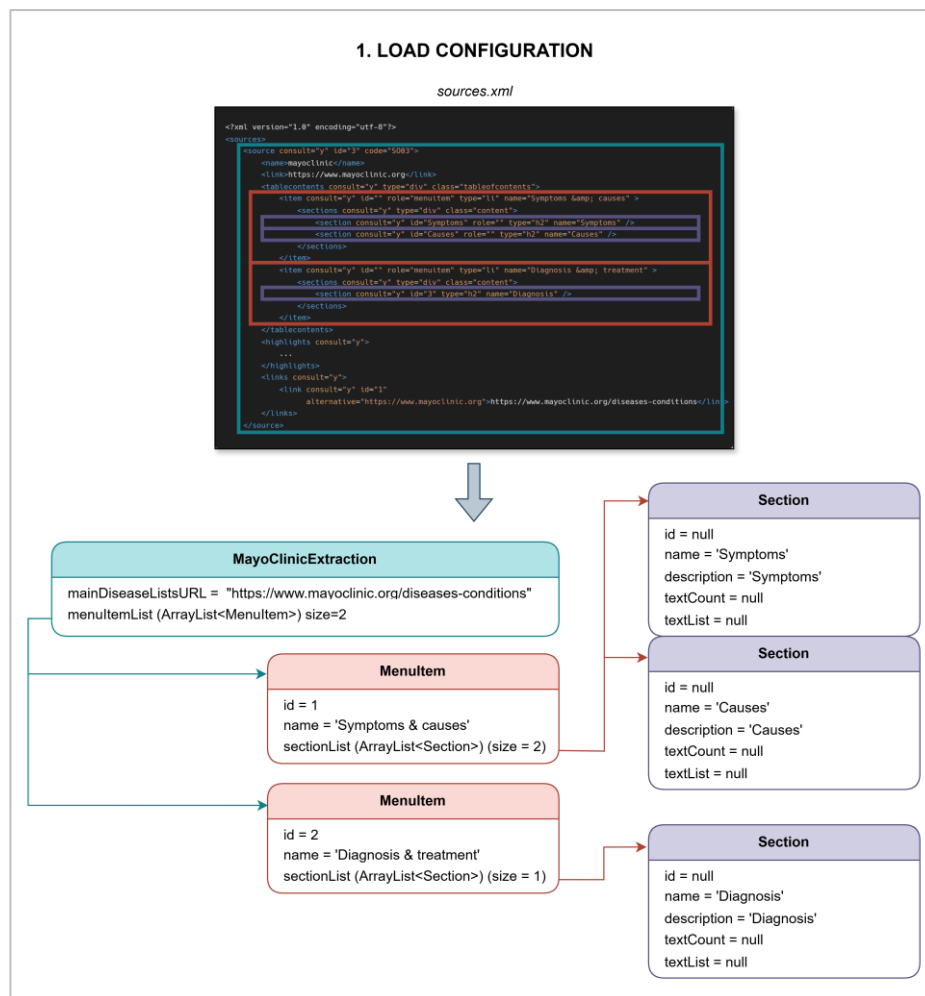 1. LOAD CONFIGURATION
sources.xml
<?xml version="1.0" encoding="utf-8"?>
<sources>
<source consult="y" id="3" code="SO03">
<name>mayoclinic</name>
<link>https://www.mayoclinic.org</link>
<tablecontents consult="y" type="div" class="tableofcontents">
<item consult="y" id="" role="menuitem" type="li" name="Symptoms &amp; causes" >
<sections consult="y" type="div" class="content">
<section consult="y" id="Symptoms" role="" type="h2" name="Symptoms" />
<section consult="y" id="Causes" role="" type="h2" name="Causes" />
</sections>
</item>
<item consult="y" id="" role="menuitem" type="li" name="Diagnosis &amp; treatment" >
<sections consult="y" type="div" class="content">
<section consult="y" id="3" type="h2" name="Diagnosis" />
</sections>
</item>
</tablecontents>
<highlights consult="y">
...
</highlights>
<links consult="y">
<link consult="y" id="1"
alternative="https://www.mayoclinic.org">https://www.mayoclinic.org/diseases-conditions</link>
</links>
</source>
MayoClinicExtraction
mainDiseaseListsURL = "https://www.mayoclinic.org/diseases-conditions"
menuItemList (ArrayList<MenuItem>) size=2
MenuItem
id = 1
name = 'Symptoms & causes'
sectionList (ArrayList<Section>) (size = 2)
MenuItem
id = 2
name = 'Diagnosis & treatment'
sectionList (ArrayList<Section>) (size = 1)
Section
id = null
name = 'Symptoms'
description = 'Symptoms'
textCount = null
textList = null
Section
id = null
name = 'Causes'
description = 'Causes'
textCount = null
textList = null
Section
id = null
name = 'Diagnosis'
description = 'Diagnosis'
textCount = null
textList = null